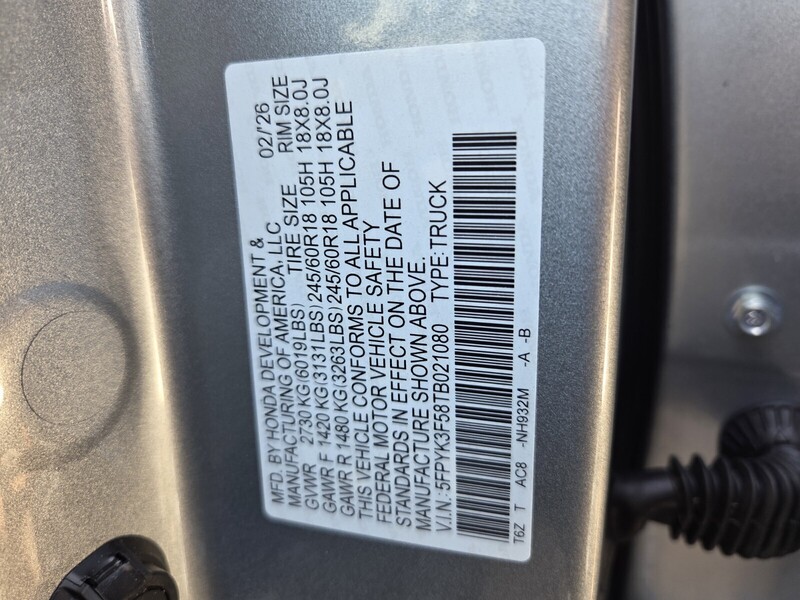 MFD. BY HONDA DEVELOPMENT &
MANUFACTURING OF AMERICA, LLC 02/'26
GVWR 2730 KG(6019LBS) TIRE SIZE RIM SIZE
GAWR F 1420 KG(3131LBS) 245/60R18 105H 18X8.0J
GAWR R 1480 KG(3263LBS) 245/60R18 105H 18X8.0J
THIS VEHICLE CONFORMS TO ALL APPLICABLE
FEDERAL MOTOR VEHICLE SAFETY
STANDARDS IN EFFECT ON THE DATE OF
MANUFACTURE SHOWN ABOVE.
V.I.N.: 5FPYK3F58TB021080 TYPE:TRUCK
T6Z T AC8 -NH932M -A -B